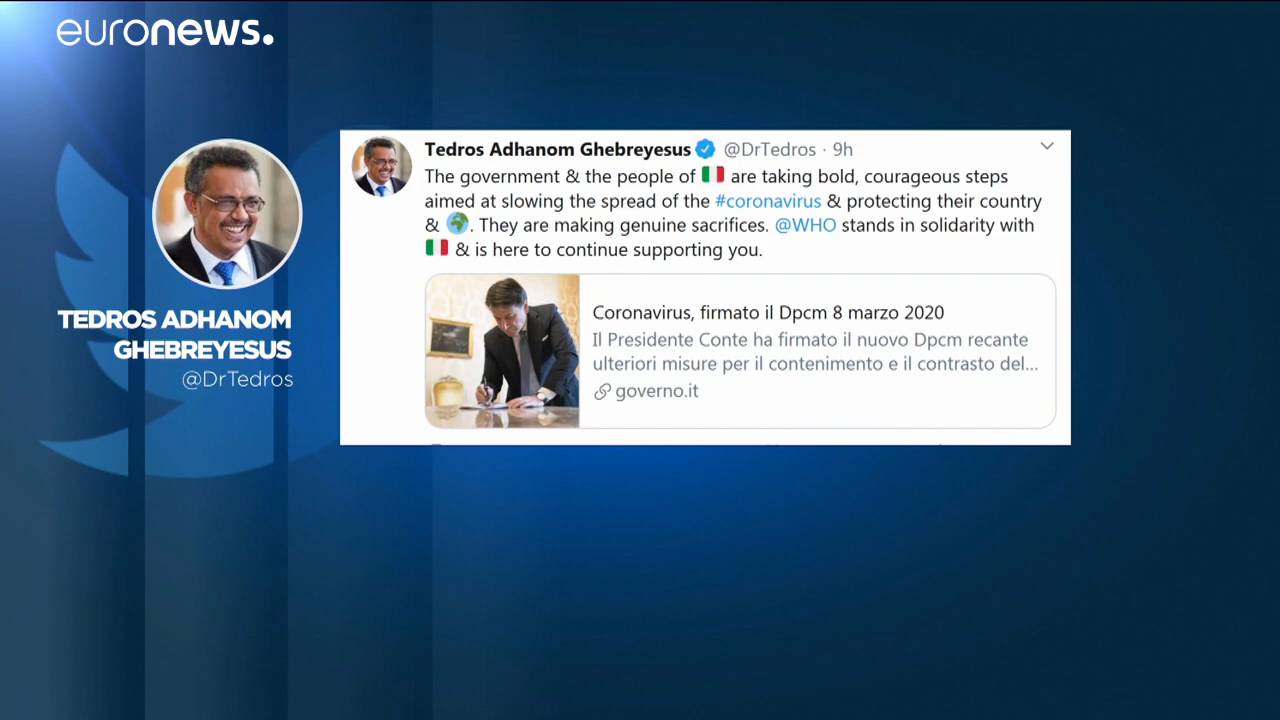 euronews.
TEDROS ADHANOM
GHEBREYESUS
@DrTedros
Tedros Adhanom Ghebreyesus @DrTedros · 9h
The government & the people of 🇮🇹 are taking bold, courageous steps
aimed at slowing the spread of the #coronavirus & protecting their country
& 🌍. They are making genuine sacrifices. @WHO stands in solidarity with
🇮🇹 & is here to continue supporting you.
Coronavirus, firmato il Dpcm 8 marzo 2020
Il Presidente Conte ha firmato il nuovo Dpcm recante
ulteriori misure per il contenimento e il contrasto del...
governo.it